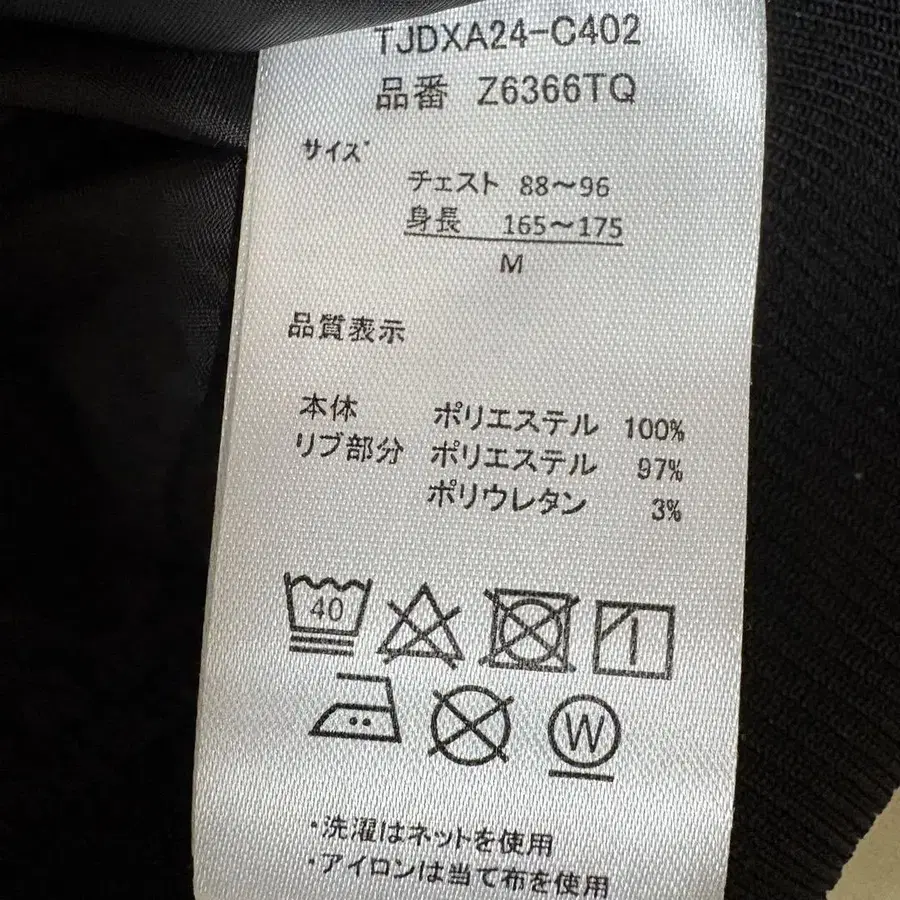 TJDXA24-C402
品番 Z6366TQ
サイズ
チェスト 88～96
身長 165～175
M
品質表示
本体 ポリエステル 100%
リブ部分 ポリエステル 97%
ポリウレタン 3%
40
W
・洗濯はネットを使用
・アイロンは当て布を使用